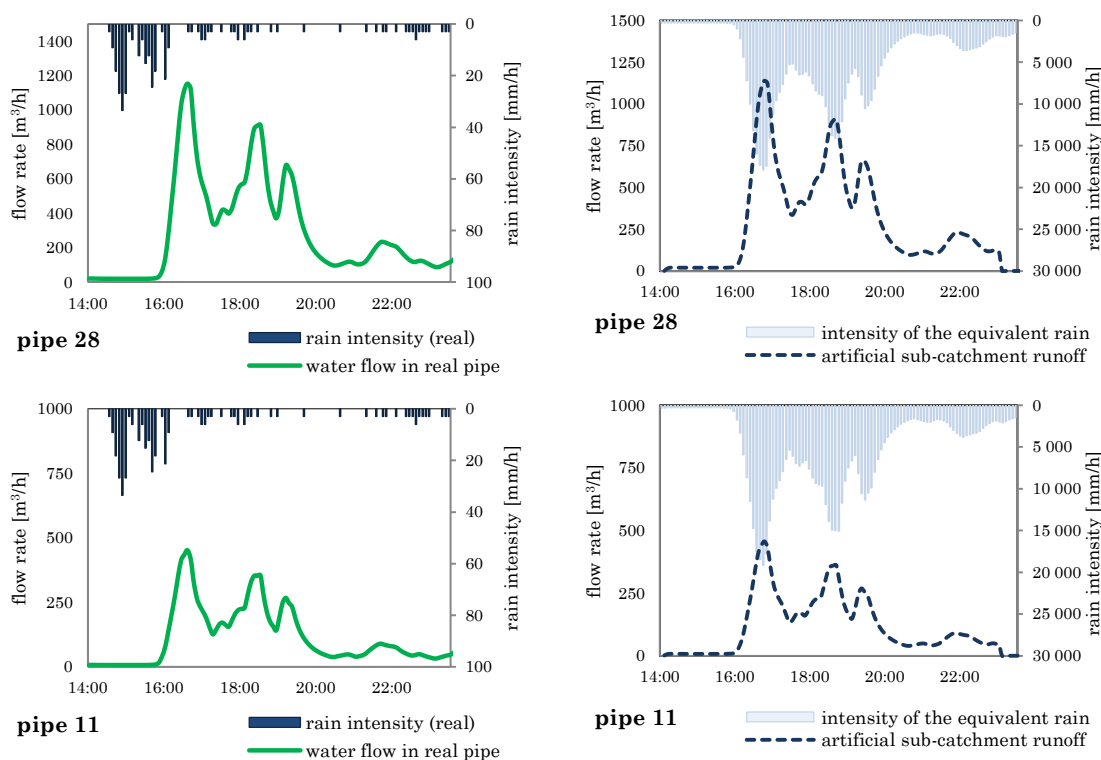 flow rate [m³/h]
1400
1200
1000
800
600
400
200
0
14:00 16:00 18:00 20:00 22:00
0
20
40
60
80
100
rain intensity [mm/h]
pipe 28
rain intensity (real)
water flow in real pipe
flow rate [m³/h]
1500
1250
1000
750
500
250
0
14:00 16:00 18:00 20:00 22:00
0
5 000
10 000
15 000
20 000
25 000
30 000
rain intensity [mm/h]
pipe 28
intensity of the equivalent rain
artificial sub-catchment runoff
flow rate [m³/h]
1000
750
500
250
0
14:00 16:00 18:00 20:00 22:00
0
20
40
60
80
100
rain intensity [mm/h]
pipe 11
rain intensity (real)
water flow in real pipe
flow rate [m³/h]
1000
750
500
250
0
14:00 16:00 18:00 20:00 22:00
0
5 000
10 000
15 000
20 000
25 000
30 000
rain intensity [mm/h]
pipe 11
intensity of the equivalent rain
artificial sub-catchment runoff